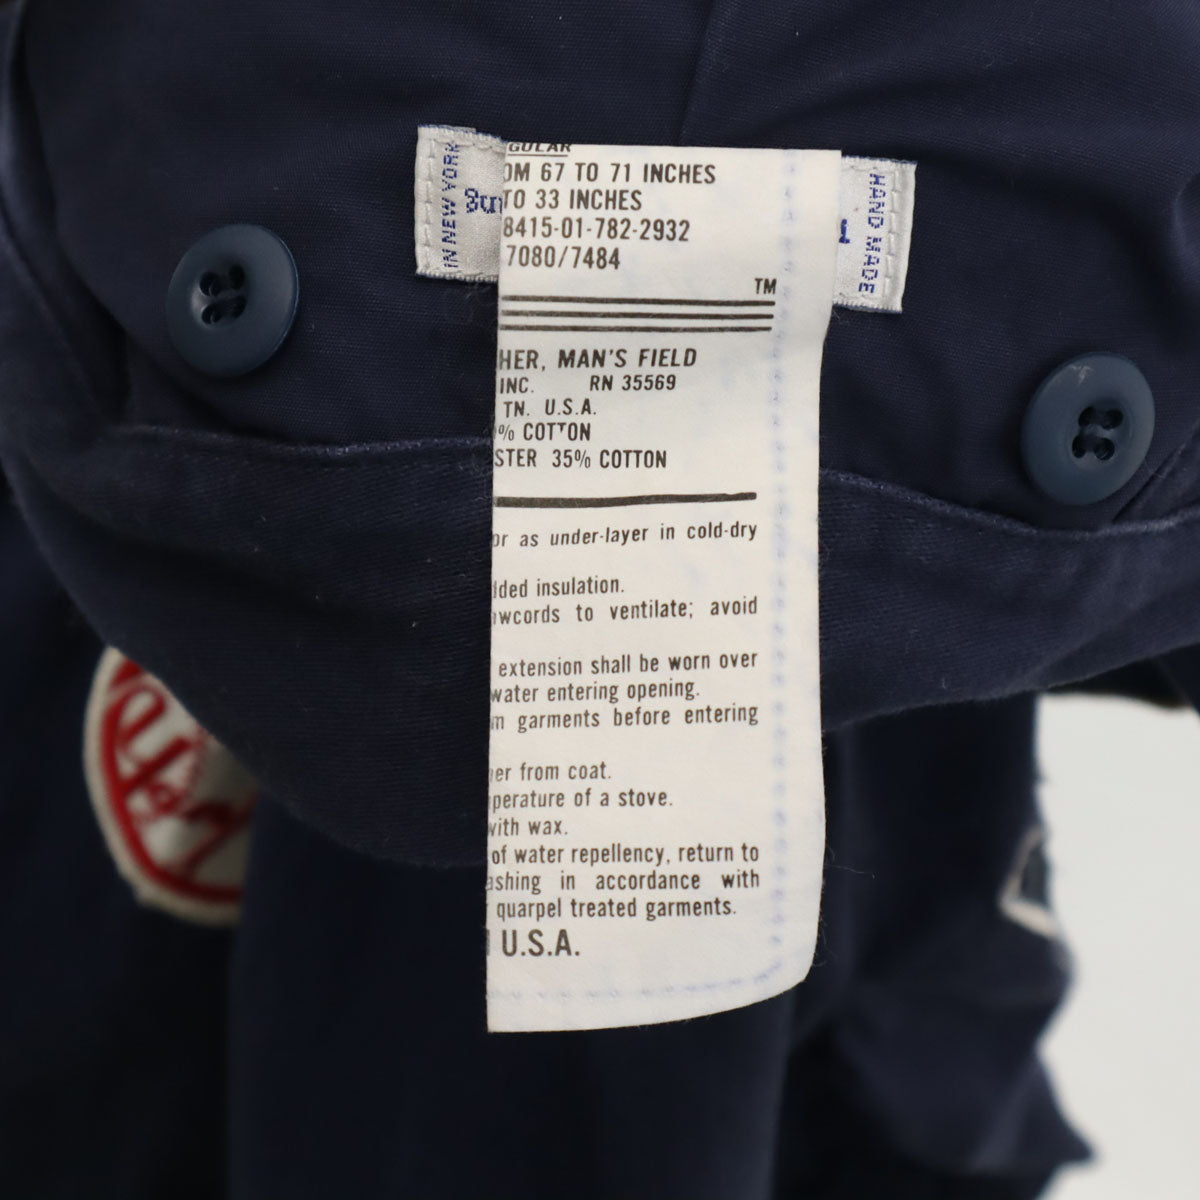 GULAR
OM 67 TO 71 INCHES
TO 33 INCHES
8415-01-782-2932
7080/7484
TM
HER, MAN'S FIELD
INC. RN 35569
TN. U.S.A.
% COTTON
STER 35% COTTON
or as under-layer in cold-dry
dded insulation.
wcords to ventilate; avoid
extension shall be worn over
water entering opening.
m garments before entering
er from coat.
perature of a stove.
with wax.
of water repellency, return to
ashing in accordance with
quarpel treated garments.
U.S.A.
IN NEW YORK
HAND MADE